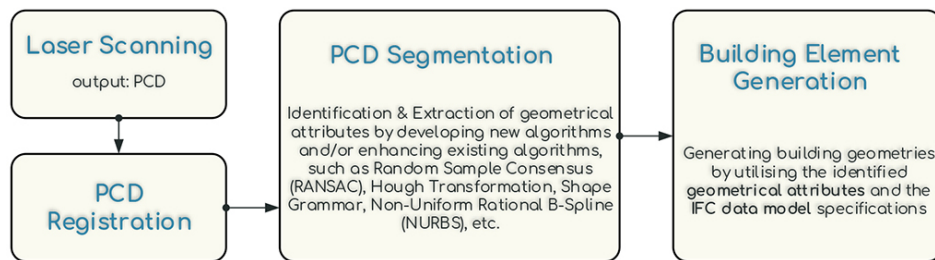 Laser Scanning
output: PCD
PCD
Registration
PCD Segmentation
Identification & Extraction of geometrical
attributes by developing new algorithms
and/or enhancing existing algorithms,
such as Random Sample Consensus
(RANSAC), Hough Transformation, Shape
Grammar, Non-Uniform Rational B-Spline
(NURBS), etc.
Building Element
Generation
Generating building geometries
by utilising the identified
geometrical attributes and the
IFC data model specifications